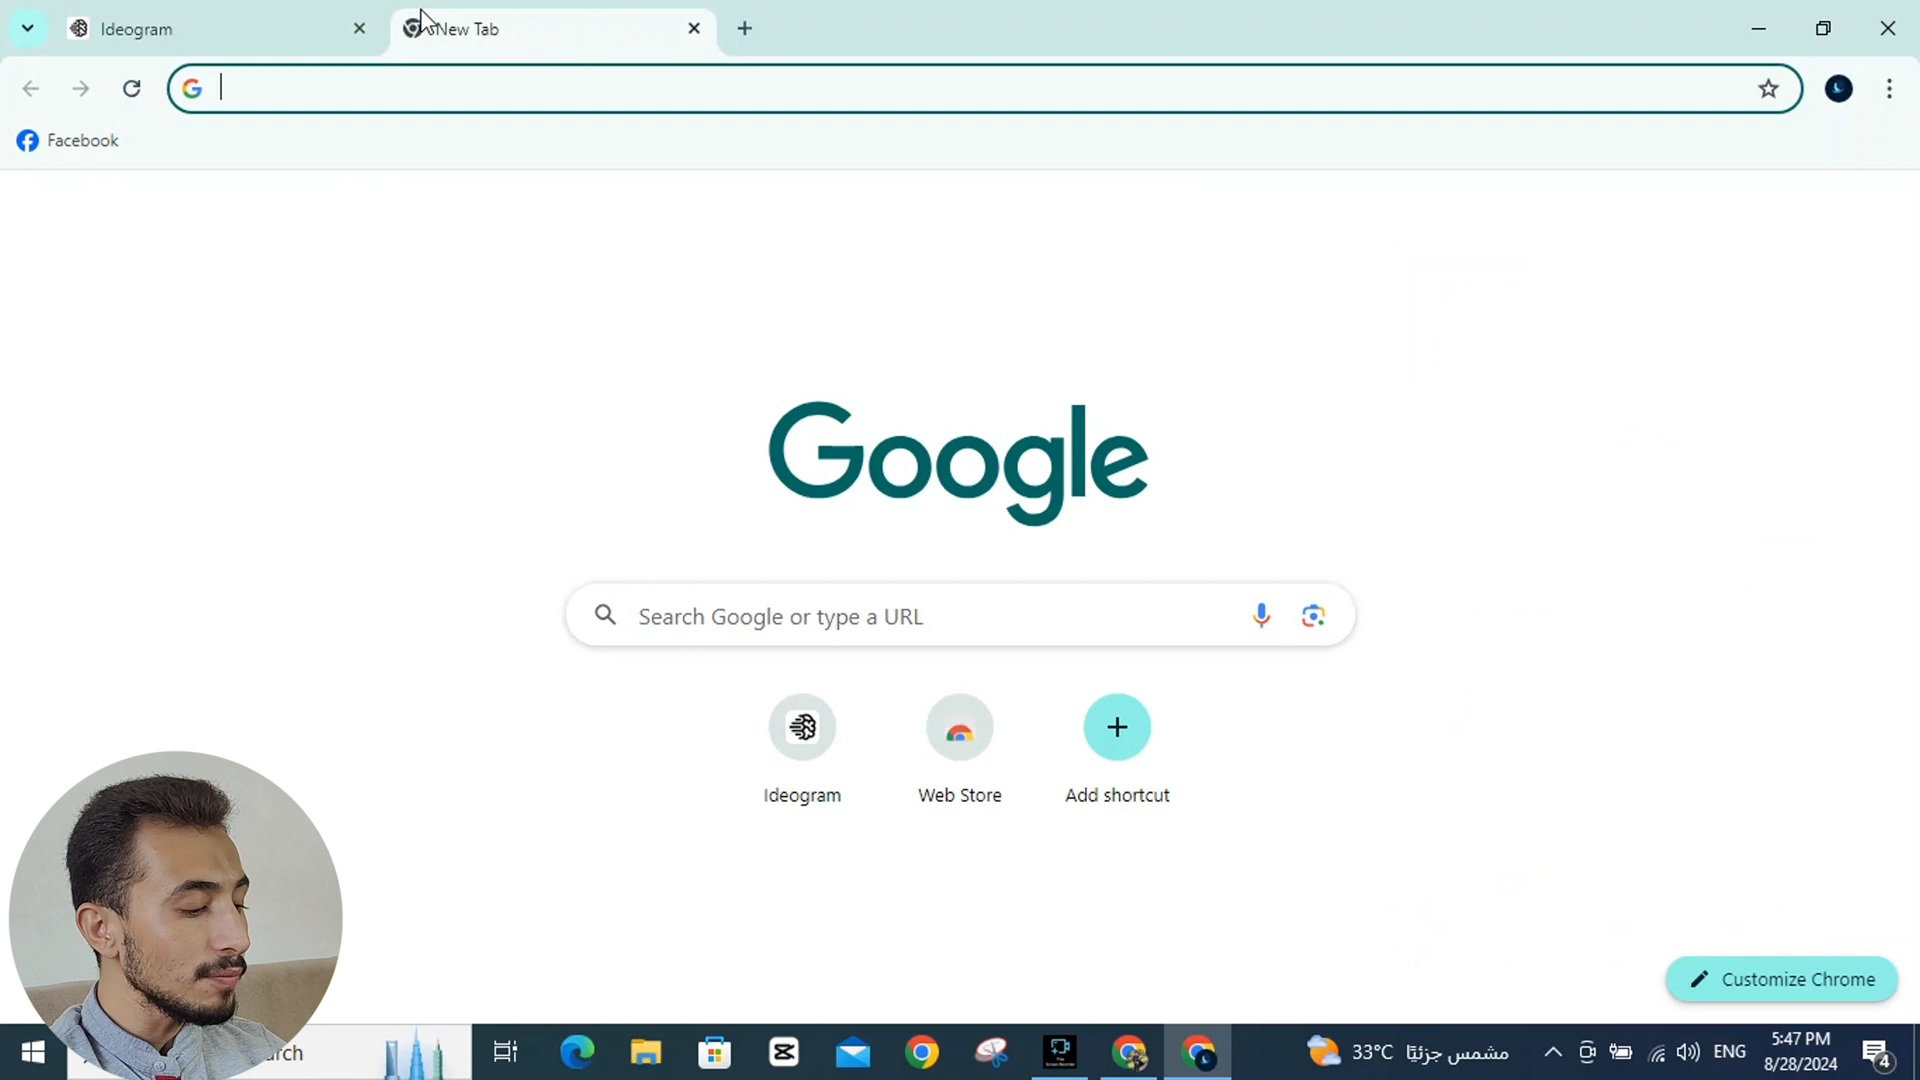 Ideogram
New Tab
Facebook
Google
Search Google or type a URL
Ideogram
Web Store
Add shortcut
Customize Chrome
rch
33°C مشمس جزئيًا
ENG
5:47 PM
8/28/2024
4